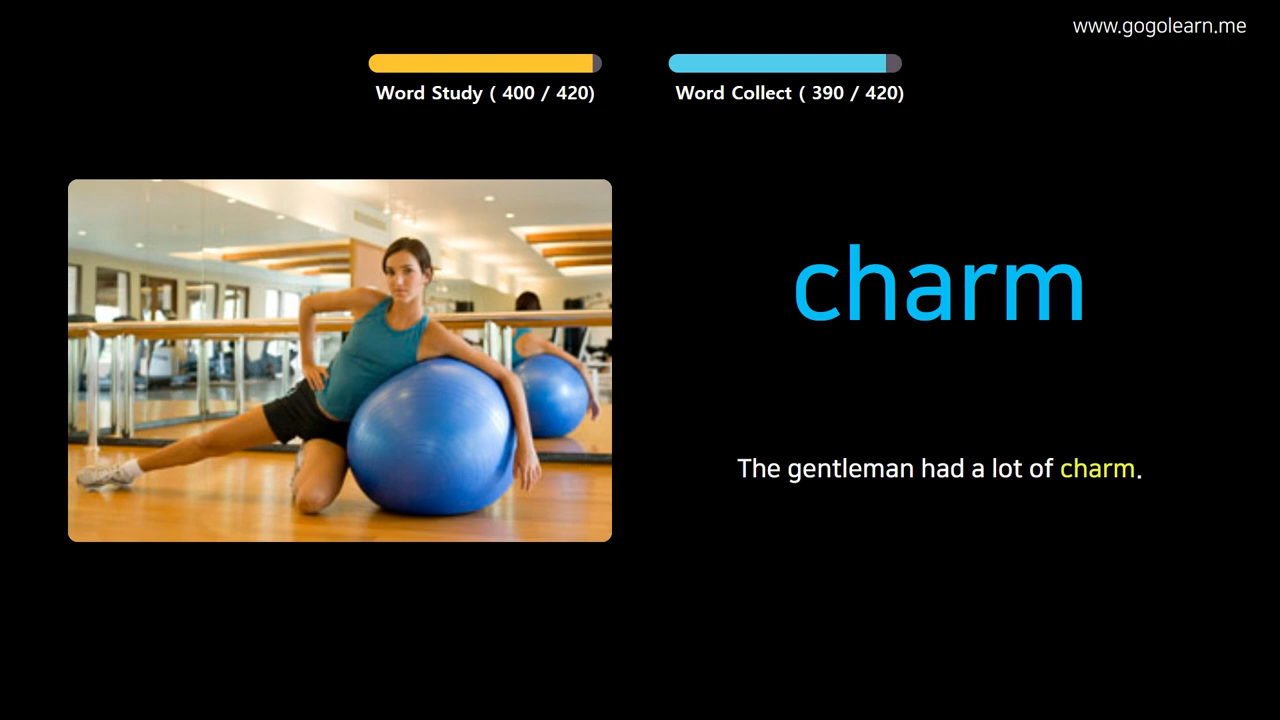 www.gogolearn.me
Word Study ( 400 / 420)
Word Collect ( 390 / 420)
charm
The gentleman had a lot of charm.